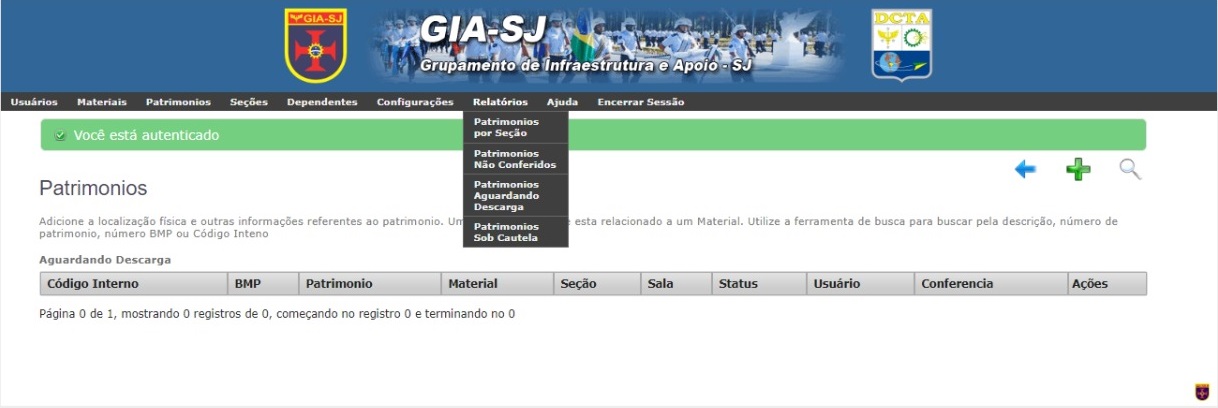 GIA-SJ
GIA-SJ
Grupamento de Infraestrutura e Apoio - SJ
DCTA
Usuários Materiais Patrimonios Seções Dependentes Configurações Relatórios Ajuda Encerrar Sessão
Patrimonios
por Seção
Patrimonios
Não Conferidos
Patrimonios
Aguardando
Descarga
Patrimonios
Sob Cautela
Você está autenticado
Patrimonios
Adicione a localização física e outras informações referentes ao patrimonio. Um esta relacionado a um Material. Utilize a ferramenta de busca para buscar pela descrição, número de
patrimonio, número BMP ou Código Inteno
Aguardando Descarga
Código Interno BMP Patrimonio Material Seção Sala Status Usuário Conferencia Ações
Página 0 de 1, mostrando 0 registros de 0, começando no registro 0 e terminando no 0